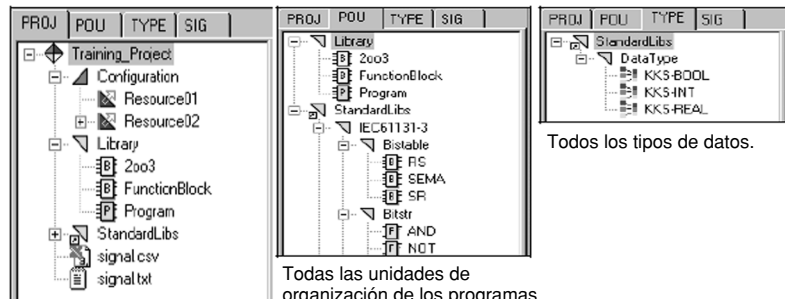 PROJ POU TYPE SIG
Training_Project
Configuration
Resource01
Resource02
Library
2oo3
FunctionBlock
Program
StandardLibs
signal.csv
signal.txt
PROJ POU TYPE SIG
Library
2oo3
FunctionBlock
Program
StandardLibs
IEC61131-3
Bistable
RS
SEMA
SR
Bitstr
AND
NOT
Todas las unidades de
organización de los programas
PROJ POU TYPE SIG
StandardLibs
DataType
KKS-BOOL
KKS-INT
KKS-REAL
Todos los tipos de datos.